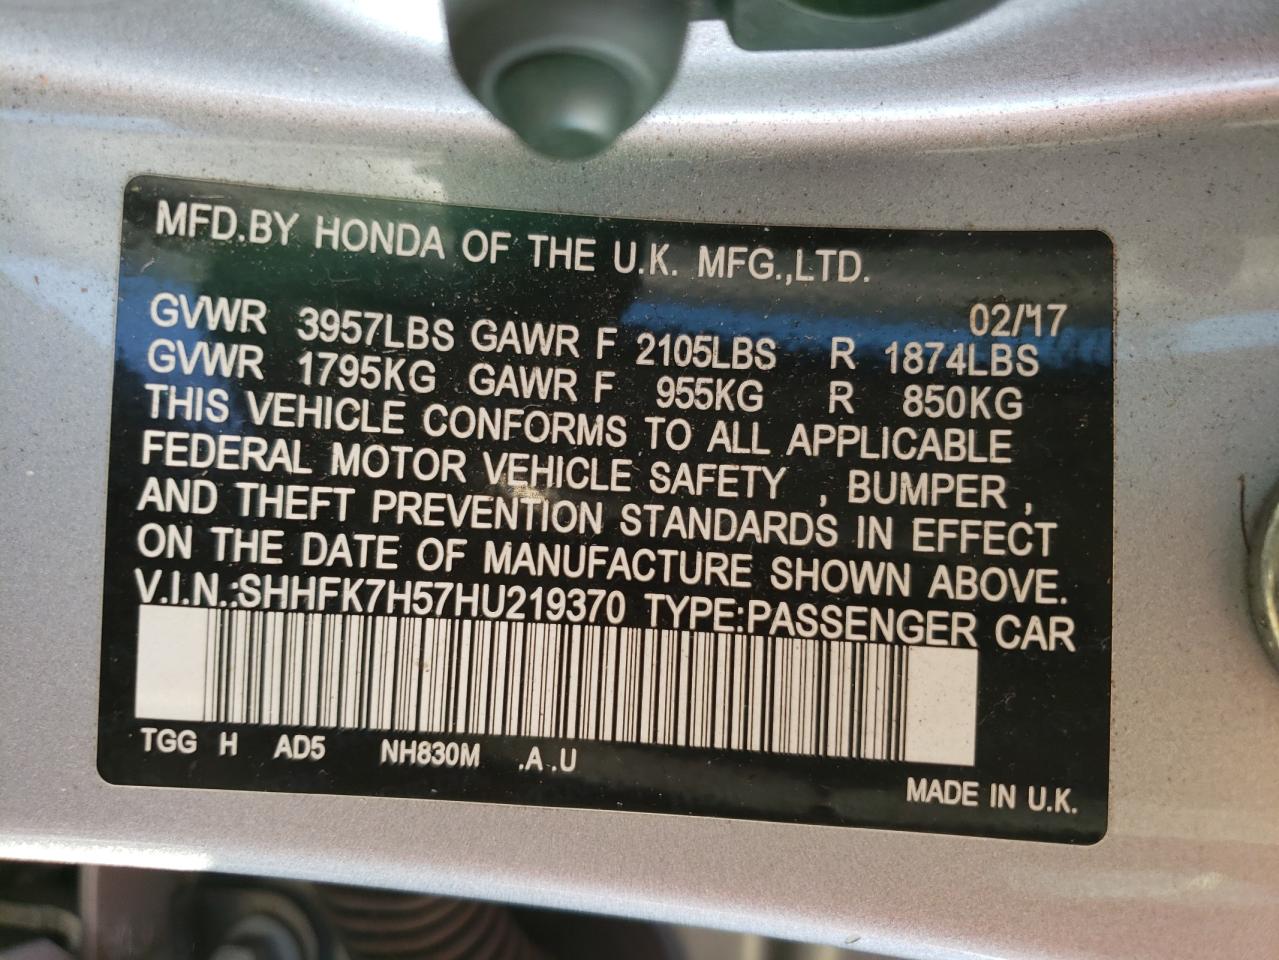 MFD.BY HONDA OF THE U.K. MFG.,LTD.
02/'17
GVWR 3957LBS GAWR F 2105LBS R 1874LBS
GVWR 1795KG GAWR F 955KG R 850KG
THIS VEHICLE CONFORMS TO ALL APPLICABLE
FEDERAL MOTOR VEHICLE SAFETY , BUMPER ,
AND THEFT PREVENTION STANDARDS IN EFFECT
ON THE DATE OF MANUFACTURE SHOWN ABOVE.
V.I.N.:SHHFK7H57HU219370 TYPE:PASSENGER CAR
TGG H AD5 NH830M .A .U
MADE IN U.K.